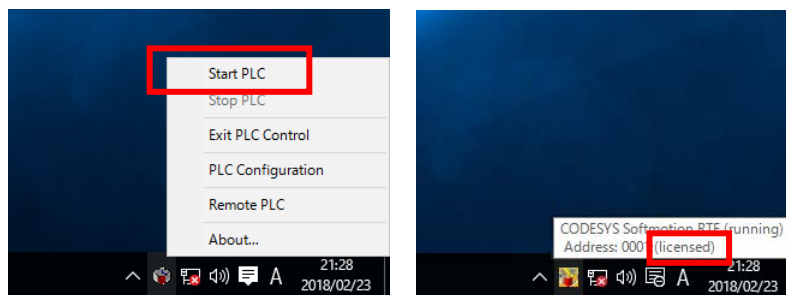 Start PLC
Stop PLC
Exit PLC Control
PLC Configuration
Remote PLC
About...
A
21:28
2018/02/23
CODESYS Softmotion RTE (running)
Address: 0001 (licensed)
A
21:28
2018/02/23